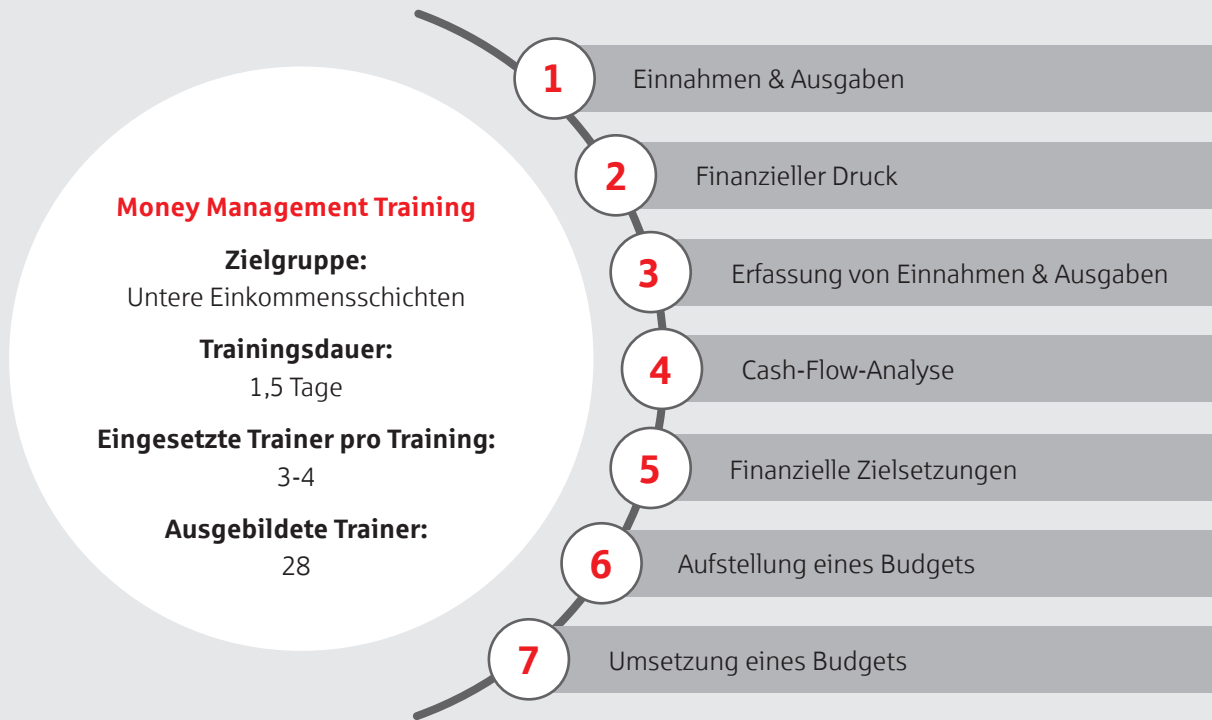 Money Management Training
Zielgruppe:
Untere Einkommensschichten
Trainingsdauer:
1,5 Tage
Eingesetzte Trainer pro Training:
3-4
Ausgebildete Trainer:
28
1 Einnahmen & Ausgaben
2 Finanzieller Druck
3 Erfassung von Einnahmen & Ausgaben
4 Cash-Flow-Analyse
5 Finanzielle Zielsetzungen
6 Aufstellung eines Budgets
7 Umsetzung eines Budgets